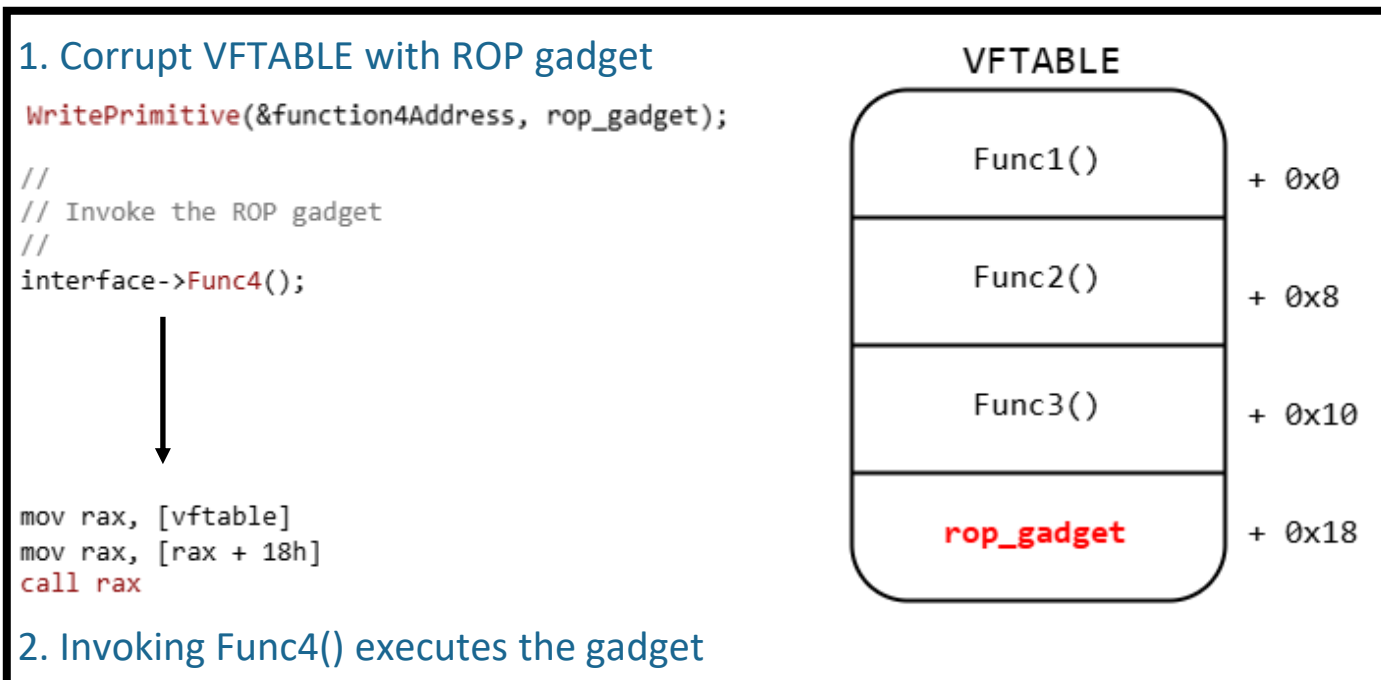 1. Corrupt VFTABLE with ROP gadget
WritePrimitive(&function4Address, rop_gadget);
//
// Invoke the ROP gadget
//
interface->Func4();
mov rax, [vftable]
mov rax, [rax + 18h]
call rax
2. Invoking Func4() executes the gadget
VFTABLE
Func1()
+ 0x0
Func2()
+ 0x8
Func3()
+ 0x10
rop_gadget
+ 0x18